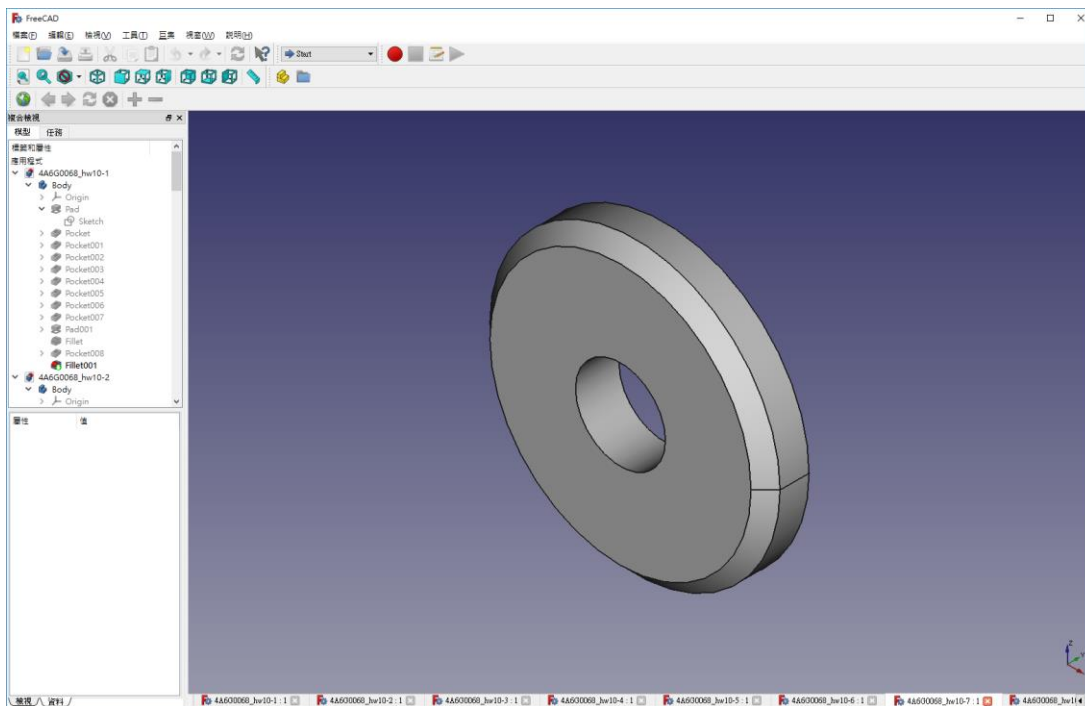 FreeCAD
檔案(F) 編輯(E) 檢視(V) 工具(T) 巨集 視窗(W) 說明(H)
Start
複合檢視
模型 任務
標籤和屬性
應用程式
4A6G0068_hw10-1
Body
Origin
Pad
Sketch
Pocket
Pocket001
Pocket002
Pocket003
Pocket004
Pocket005
Pocket006
Pocket007
Pad001
Fillet
Pocket008
Fillet001
4A6G0068_hw10-2
Body
Origin
屬性 值
Z
Y
檢視 資料
4A6G0068_hw10-1 : 1 4A6G0068_hw10-2 : 1 4A6G0068_hw10-3 : 1 4A6G0068_hw10-4 : 1 4A6G0068_hw10-5 : 1 4A6G0068_hw10-6 : 1 4A6G0068_hw10-7 : 1